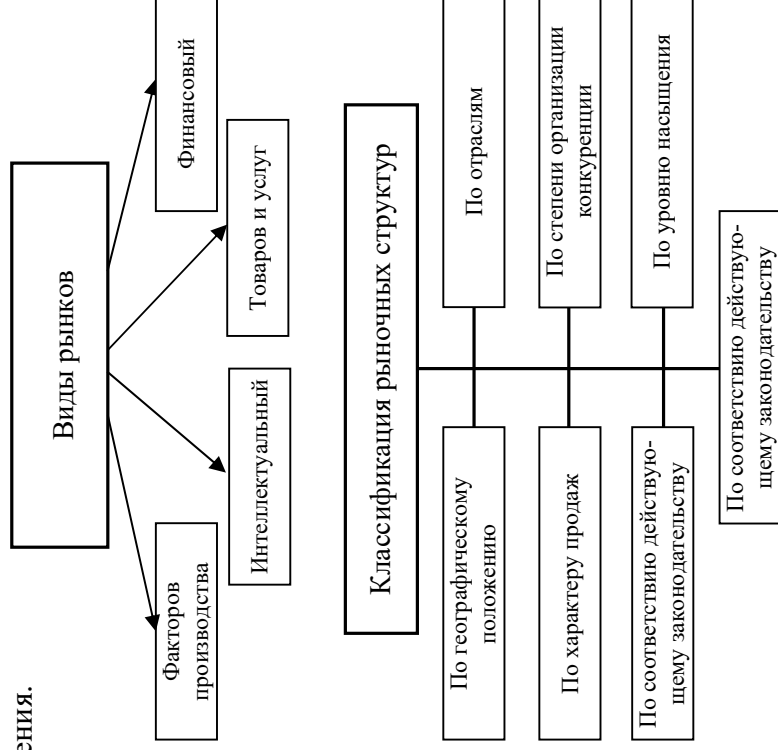 ения.
Виды рынков
Факторов
производства
Интеллектуальный
Товаров и услуг
Финансовый
Классификация рыночных структур
По географическому
положению
По отраслям
По характеру продаж
По степени организации
конкуренции
По соответствию действую-
щему законодательству
По уровню насыщения
По соответствию действую-
щему законодательству